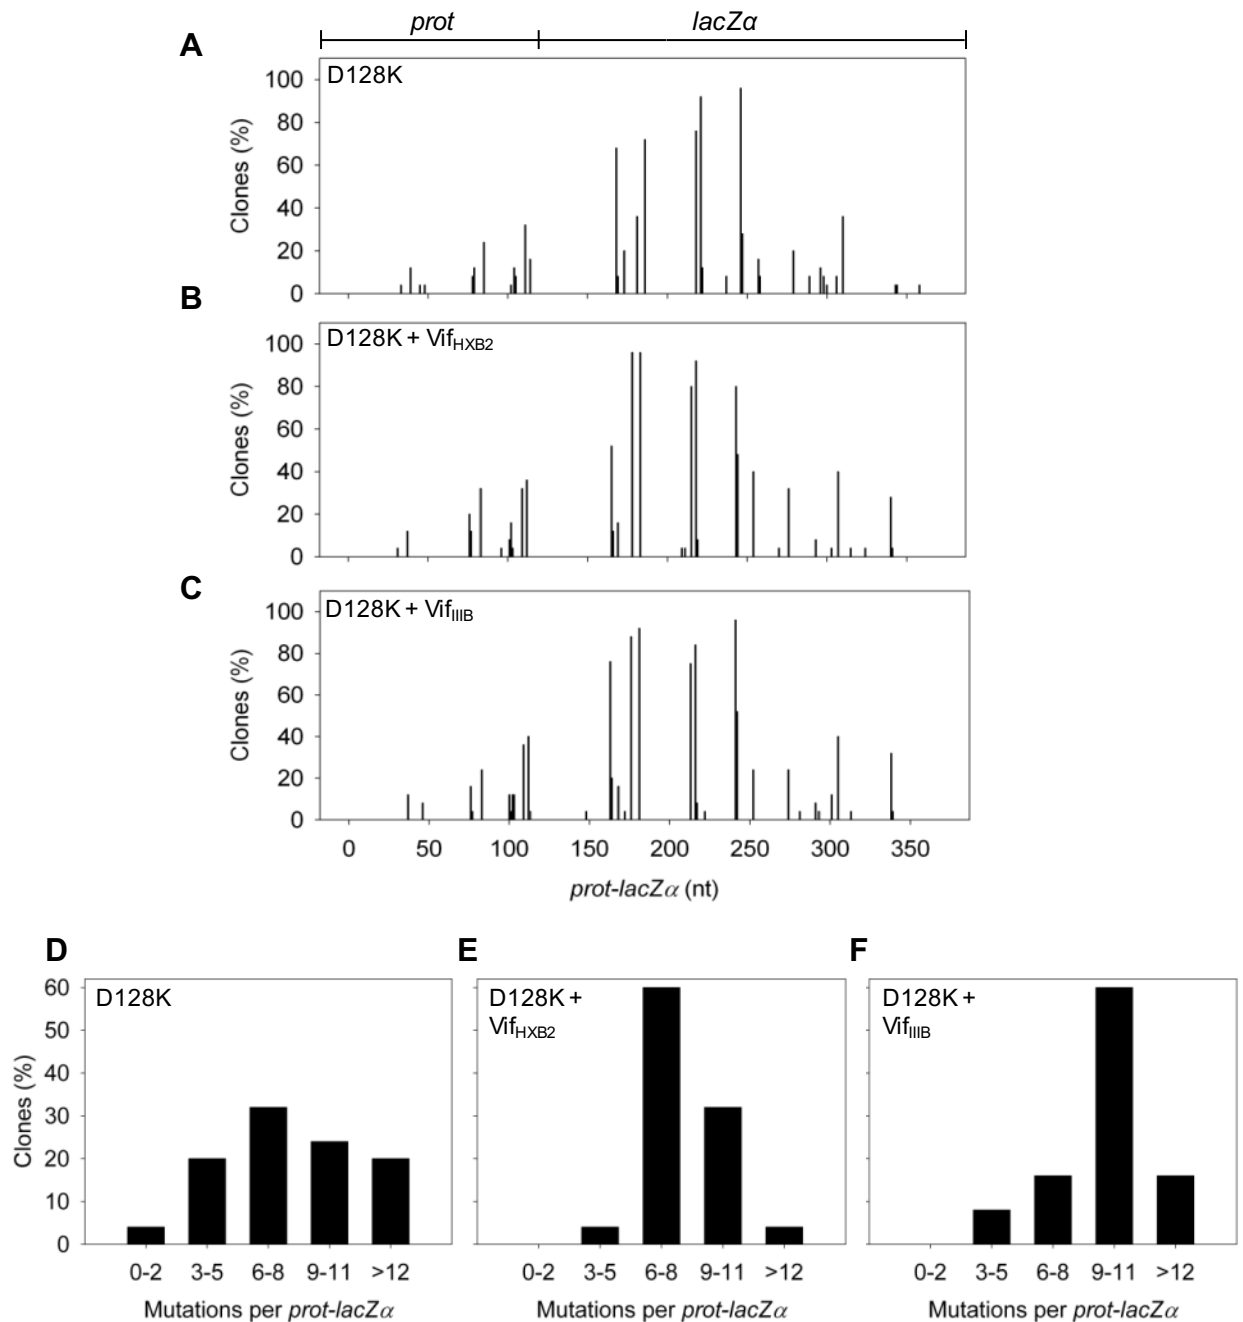 prot lacZα
A
D128K
100
80
60
40
20
0
Clones (%)
B
D128K + VifHXB2
100
80
60
40
20
0
Clones (%)
C
D128K + VifIIIB
100
80
60
40
20
0
Clones (%)
0 50 100 150 200 250 300 350
prot-lacZα (nt)
D E F
D128K
D128K +
VifHXB2
D128K +
VifIIIB
60
50
40
30
20
10
0
Clones (%)
0-2 3-5 6-8 9-11 >12 0-2 3-5 6-8 9-11 >12 0-2 3-5 6-8 9-11 >12
Mutations per prot-lacZα Mutations per prot-lacZα Mutations per prot-lacZα